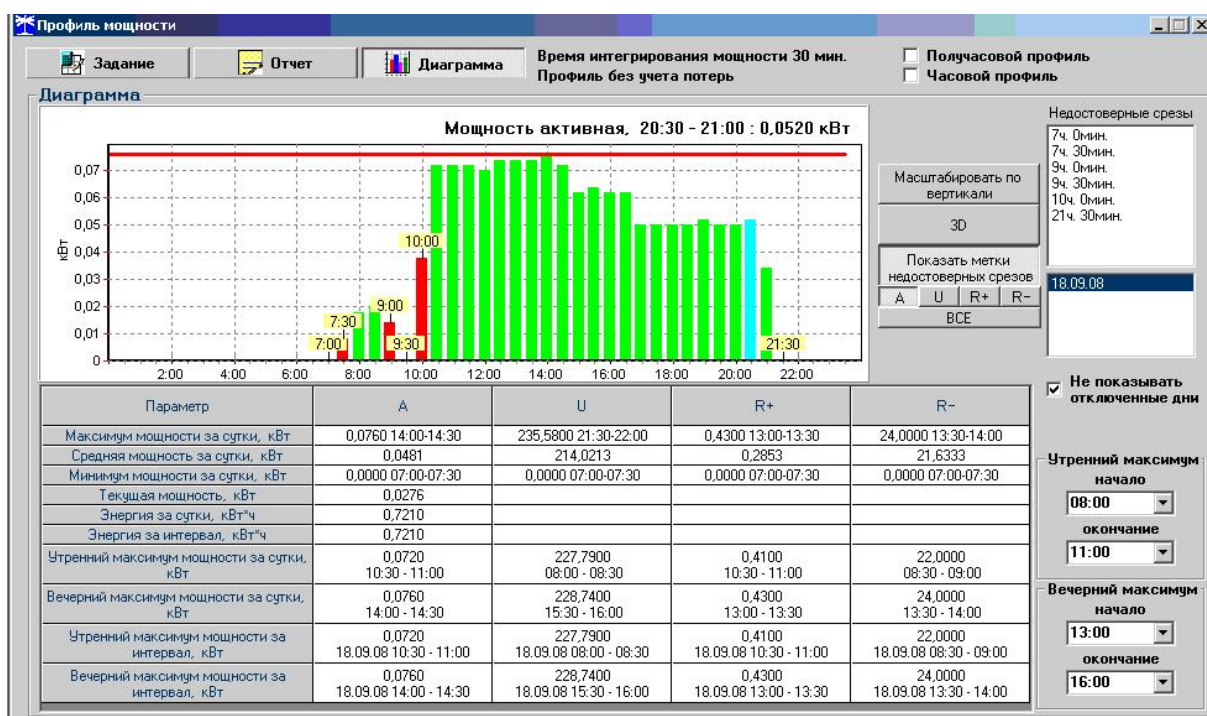 Профиль мощности
Задание
Отчет
Диаграмма
Время интегрирования мощности 30 мин.
Профиль без учета потерь
Получасовой профиль
Часовой профиль
Диаграмма
Мощность активная, 20:30 - 21:00 : 0,0520 кВт
кВт
0,07
0,06
0,05
0,04
0,03
0,02
0,01
0
7:00
7:30
9:00
9:30
10:00
21:30
2:00 4:00 6:00 8:00 10:00 12:00 14:00 16:00 18:00 20:00 22:00
Масштабировать по
вертикали
3D
Показать метки
недостоверных срезов
A U R+ R-
ВСЕ
Недостоверные срезы
7ч. 0мин.
7ч. 30мин.
9ч. 0мин.
9ч. 30мин.
10ч. 0мин.
21ч. 30мин.
18.09.08
Не показывать
отключенные дни
Утренний максимум
начало
08:00
окончание
11:00
Вечерний максимум
начало
13:00
окончание
16:00
Параметр A U R+ R-
Максимум мощности за сутки, кВт 0,0760 14:00-14:30 235,5800 21:30-22:00 0,4300 13:00-13:30 24,0000 13:30-14:00
Средняя мощность за сутки, кВт 0,0481 214,0213 0,2853 21,6333
Минимум мощности за сутки, кВт 0,0000 07:00-07:30 0,0000 07:00-07:30 0,0000 07:00-07:30 0,0000 07:00-07:30
Текущая мощность, кВт 0,0276
Энергия за сутки, кВт*ч 0,7210
Энергия за интервал, кВт*ч 0,7210
Утренний максимум мощности за сутки, 0,0720 227,7900 0,4100 22,0000
кВт 10:30 - 11:00 08:00 - 08:30 10:30 - 11:00 08:30 - 09:00
Вечерний максимум мощности за сутки, 0,0760 228,7400 0,4300 24,0000
кВт 14:00 - 14:30 15:30 - 16:00 13:00 - 13:30 13:30 - 14:00
Утренний максимум мощности за 0,0720 227,7900 0,4100 22,0000
интервал, кВт 18.09.08 10:30 - 11:00 18.09.08 08:00 - 08:30 18.09.08 10:30 - 11:00 18.09.08 08:30 - 09:00
Вечерний максимум мощности за 0,0760 228,7400 0,4300 24,0000
интервал, кВт 18.09.08 14:00 - 14:30 18.09.08 15:30 - 16:00 18.09.08 13:00 - 13:30 18.09.08 13:30 - 14:00